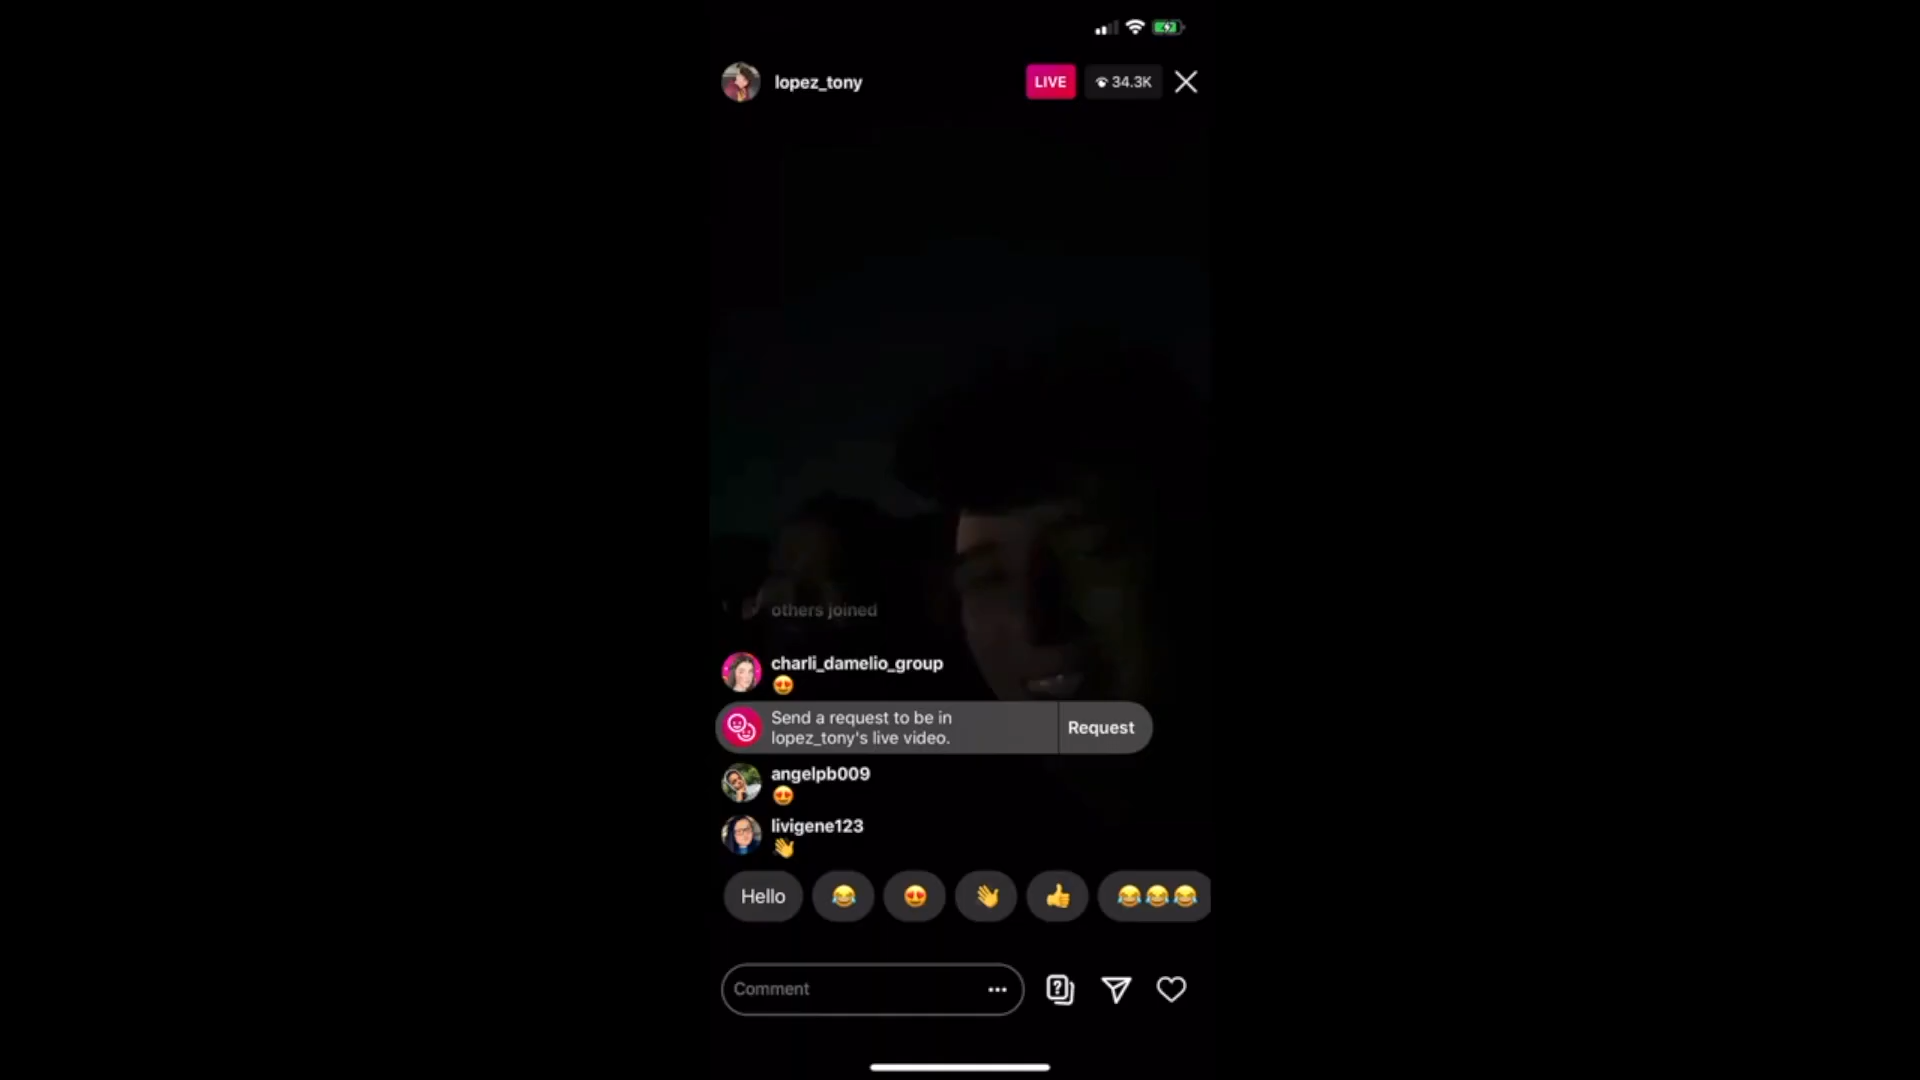 lopez_tony
LIVE
34.3K
others joined
charli_damelio_group
😍
Send a request to be in
lopez_tony's live video.
Request
angelpb009
😍
livigene123
👋
Hello 😂 😍 👋 👍 😂😂😂
Comment